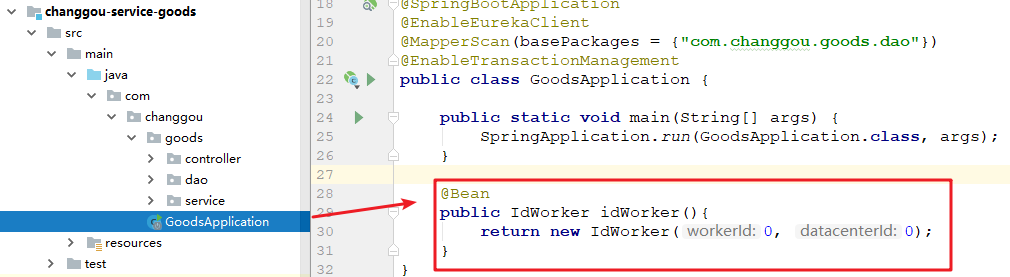 changgou-service-goods
src
main
java
com
changgou
goods
controller
dao
service
GoodsApplication
resources
test
18 @SpringBootApplication
19 @EnableEurekaClient
20 @MapperScan(basePackages = {"com.changgou.goods.dao"})
21 @EnableTransactionManagement
22 public class GoodsApplication {
23
24 public static void main(String[] args) {
25 SpringApplication.run(GoodsApplication.class, args);
26 }
27
28 @Bean
29 public IdWorker idWorker(){
30 return new IdWorker( workerId: 0, datacenterId: 0);
31 }
32 }